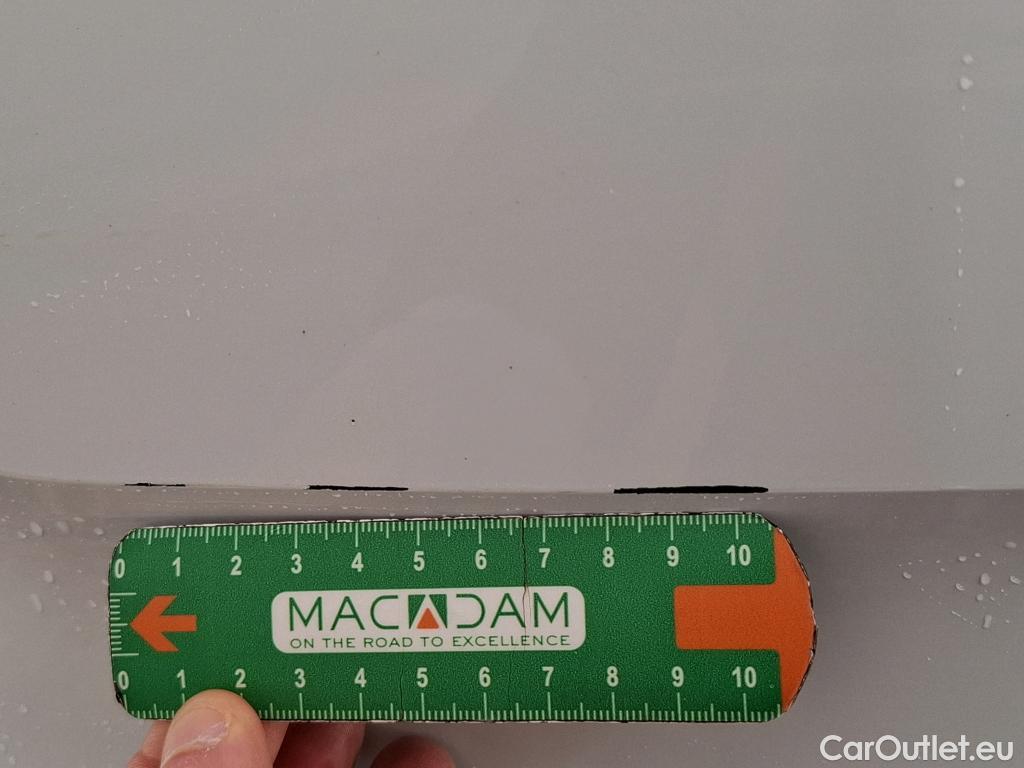 0 1 2 3 4 5 6 7 8 9 10
MACADAM
ON THE ROAD TO EXCELLENCE
0 1 2 3 4 5 6 7 8 9 10
CarOutlet.eu